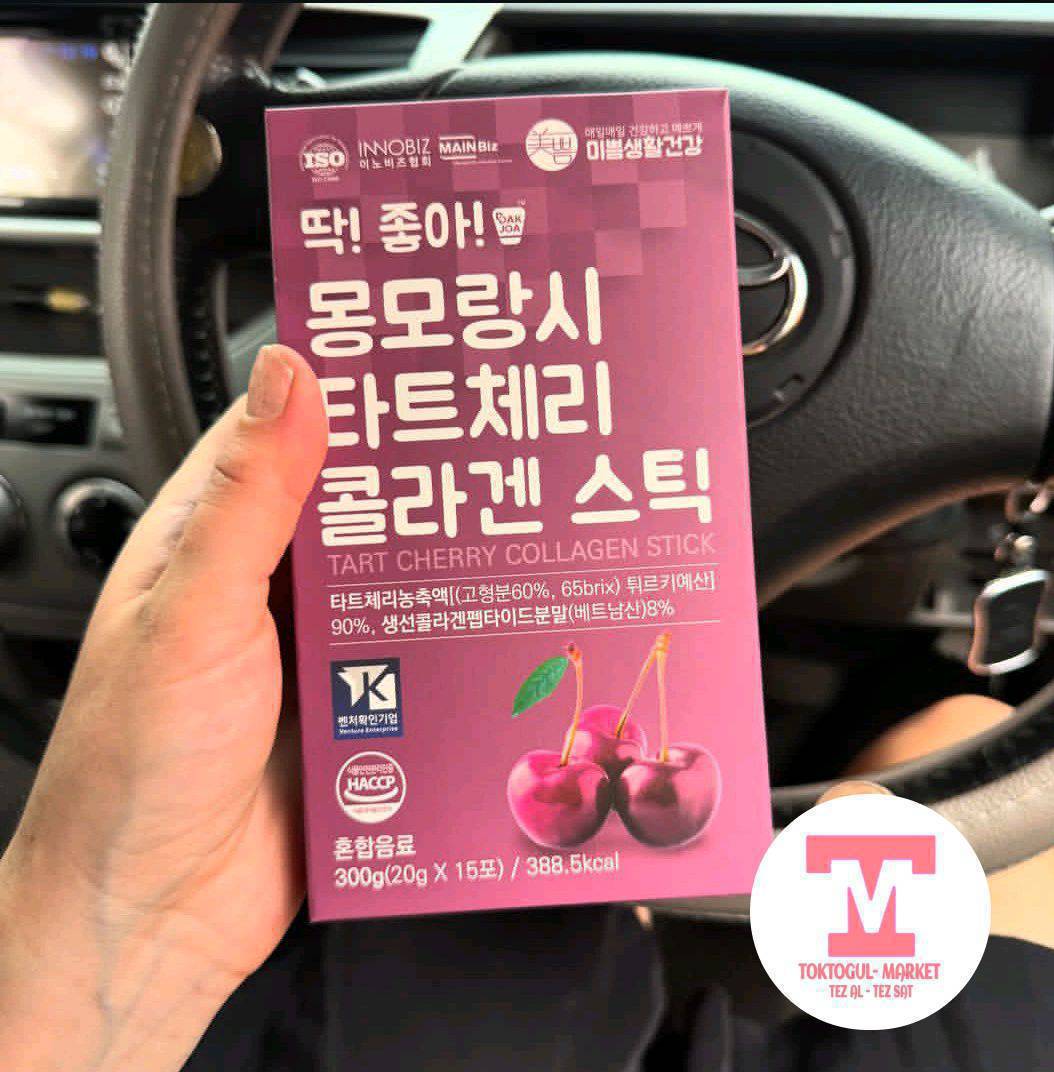 ISO
INNOBIZ
이노비즈협회
MAINBiz
美쁨
매일매일 건강하고 예쁘게
미쁨생활건강
딱! 좋아!
DAK JOA
TM
몽모랑시
타트체리
콜라겐 스틱
TART CHERRY COLLAGEN STICK
타트체리농축액[(고형분60%, 65brix) 튀르키예산]
90%, 생선콜라겐펩타이드분말(베트남산)8%
벤처확인기업
Venture Enterprise
HACCP
혼합음료
300g(20g X 15포) / 388.5kcal
TM
TOKTOGUL- MARKET
TEZ AL - TEZ SAT